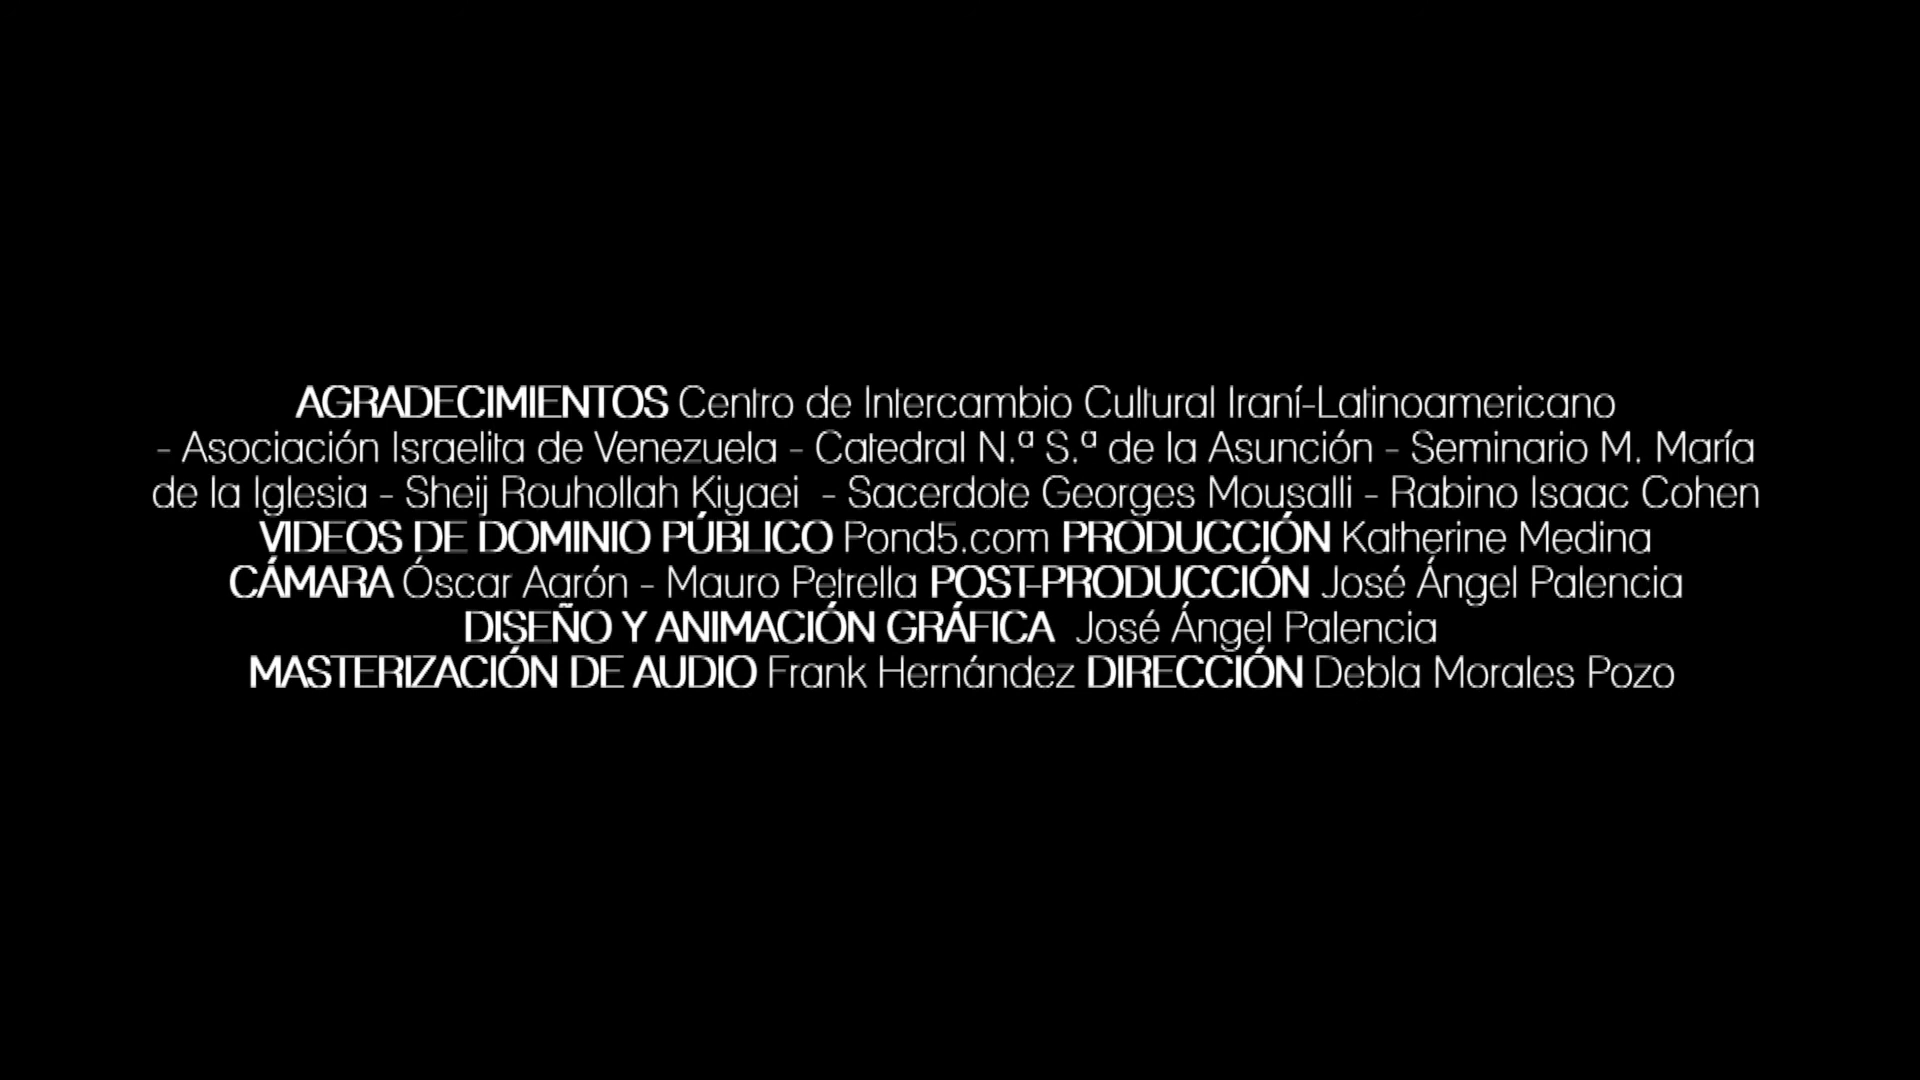 AGRADECIMIENTOS Centro de Intercambio Cultural Iraní-Latinoamericano
- Asociación Israelita de Venezuela - Catedral N.ª S.ª de la Asunción - Seminario M. María
de la Iglesia - Sheij Rouhollah Kiyaei - Sacerdote Georges Mousalli - Rabino Isaac Cohen
VIDEOS DE DOMINIO PÚBLICO Pond5.com PRODUCCIÓN Katherine Medina
CÁMARA Óscar Aarón - Mauro Petrella POST-PRODUCCIÓN José Ángel Palencia
DISEÑO Y ANIMACIÓN GRÁFICA José Ángel Palencia
MASTERIZACIÓN DE AUDIO Frank Hernández DIRECCIÓN Debla Morales Pozo